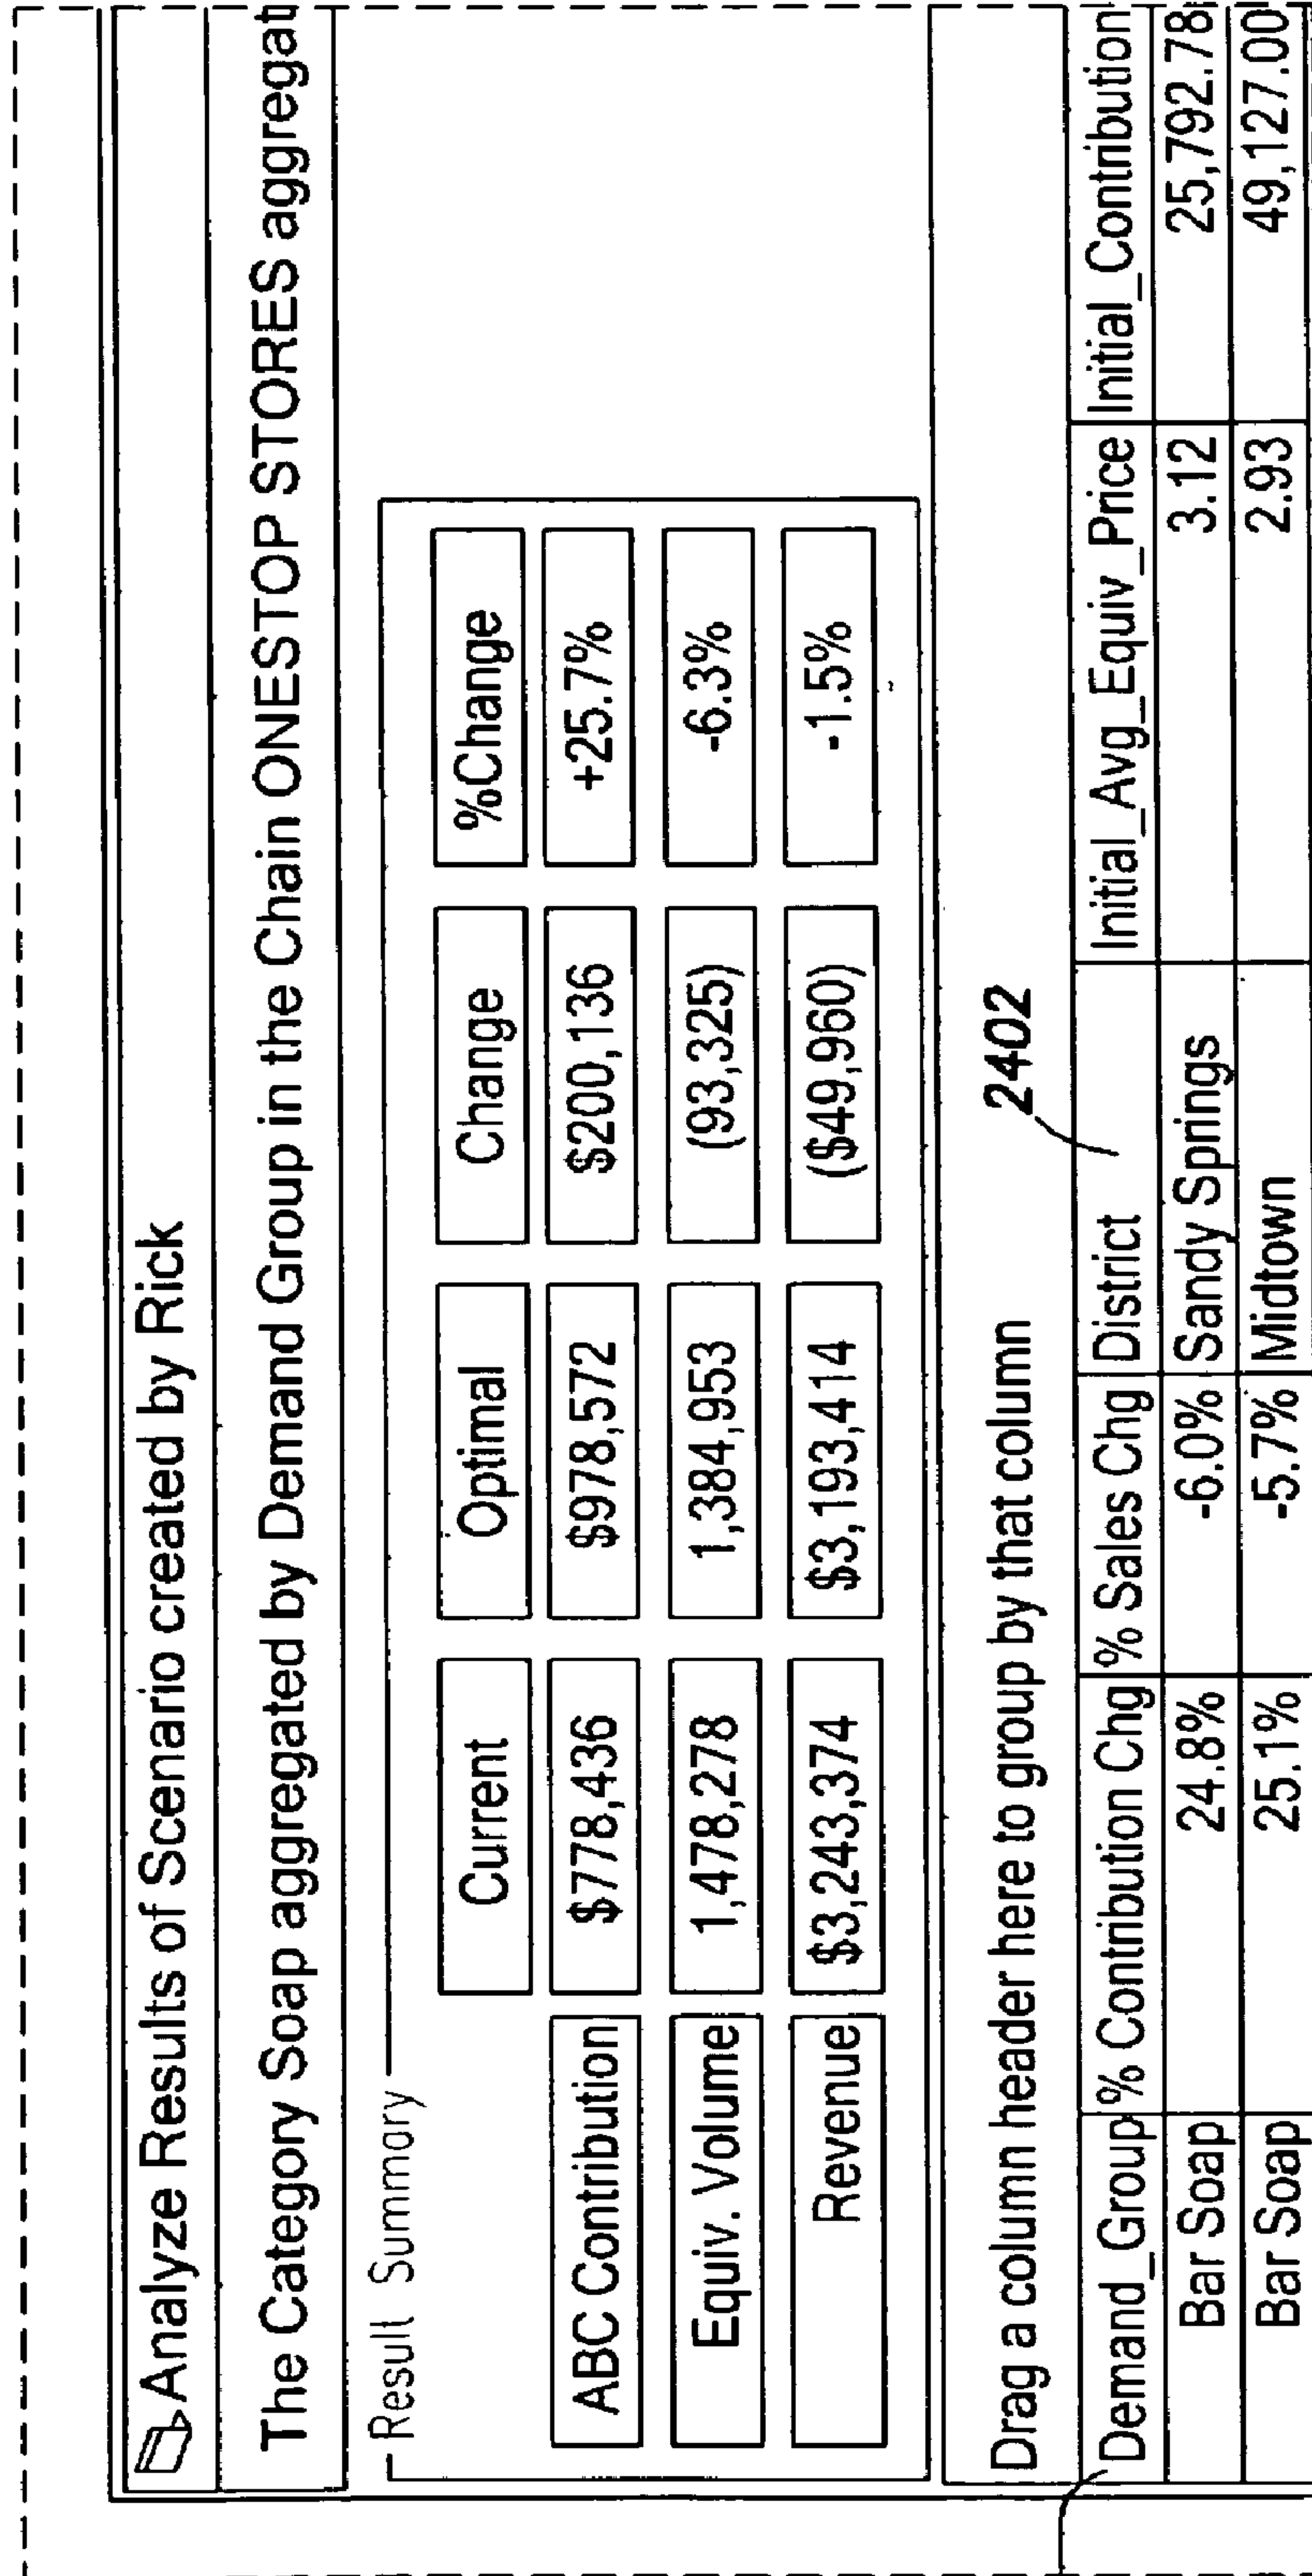 Analyze Results of Scenario created by Rick
The Category Soap aggregated by Demand Group in the Chain ONESTOP STORES aggregat
Result Summary
Current Optimal Change %Change
ABC Contribution $778,436 $978,572 $200,136 +25.7%
Equiv. Volume 1,478,278 1,384,953 (93,325) -6.3%
Revenue $3,243,374 $3,193,414 ($49,960) -1.5%
Drag a column header here to group by that column 2402
Demand_Group % Contribution Chg % Sales Chg District Initial_Avg_Equiv_Price Initial_Contribution
Bar Soap 24.8% -6.0% Sandy Springs 3.12 25,792.78
Bar Soap 25.1% -5.7% Midtown 2.93 49,127.00